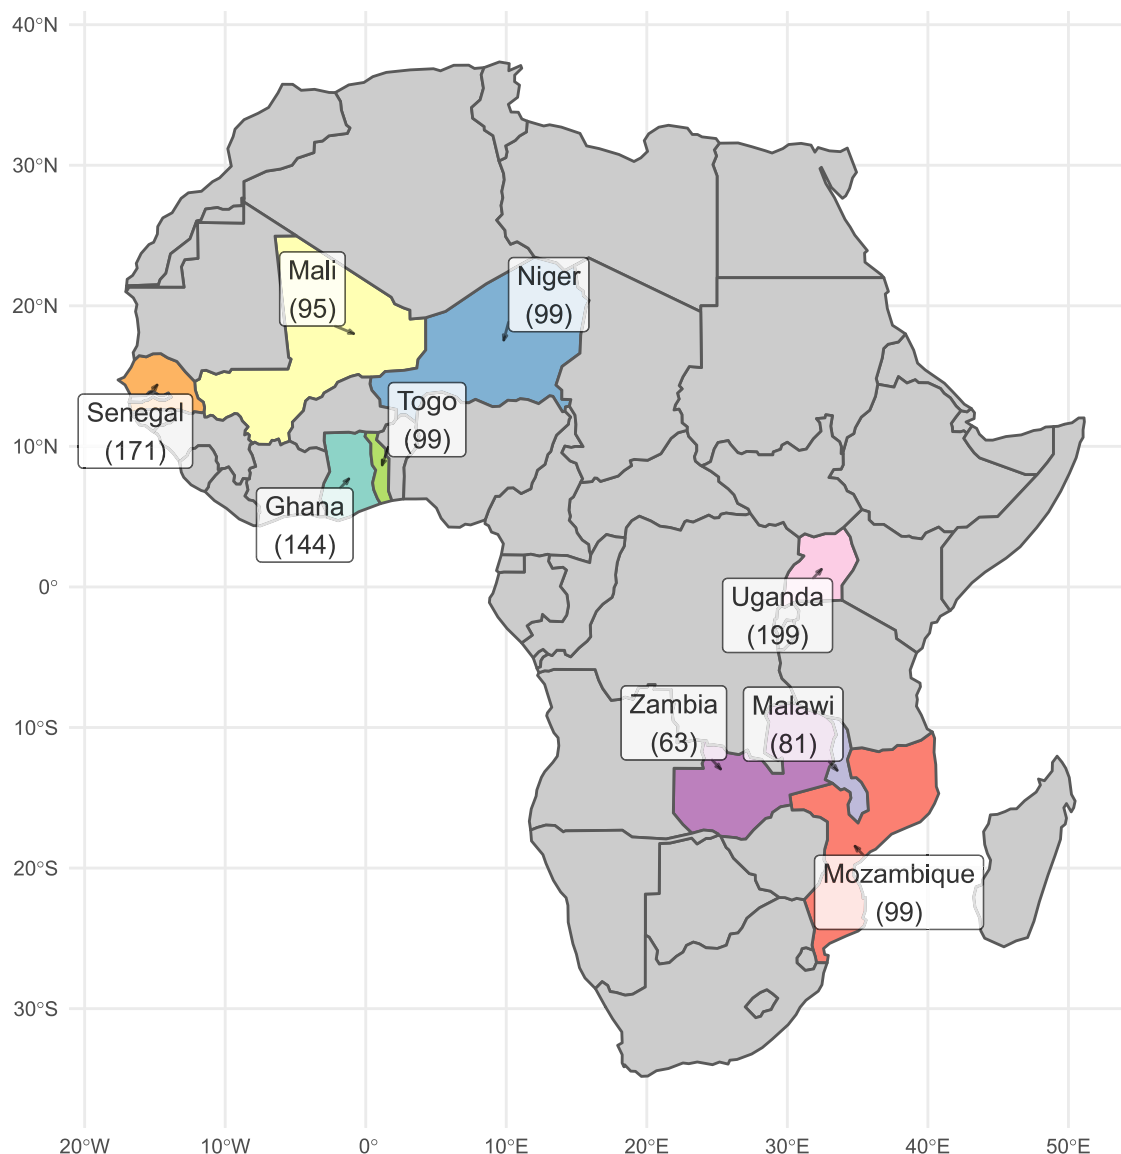 40°N
30°N
20°N
10°N
0°
10°S
20°S
30°S
Mali
(95)
Niger
(99)
Togo
(99)
Senegal
(171)
Ghana
(144)
Uganda
(199)
Zambia
(63)
Malawi
(81)
Mozambique
(99)
20°W
10°W
0°
10°E
20°E
30°E
40°E
50°E